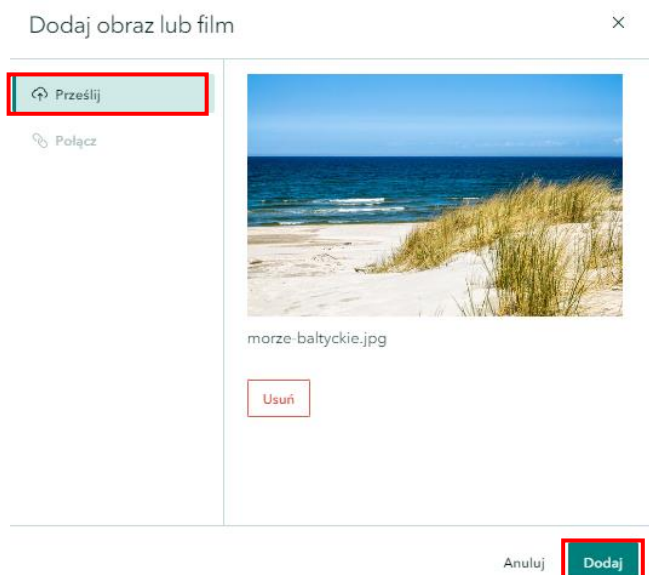 Dodaj obraz lub film
Prześlij
Połącz
morze-baltyckie.jpg
Usuń
Anuluj
Dodaj